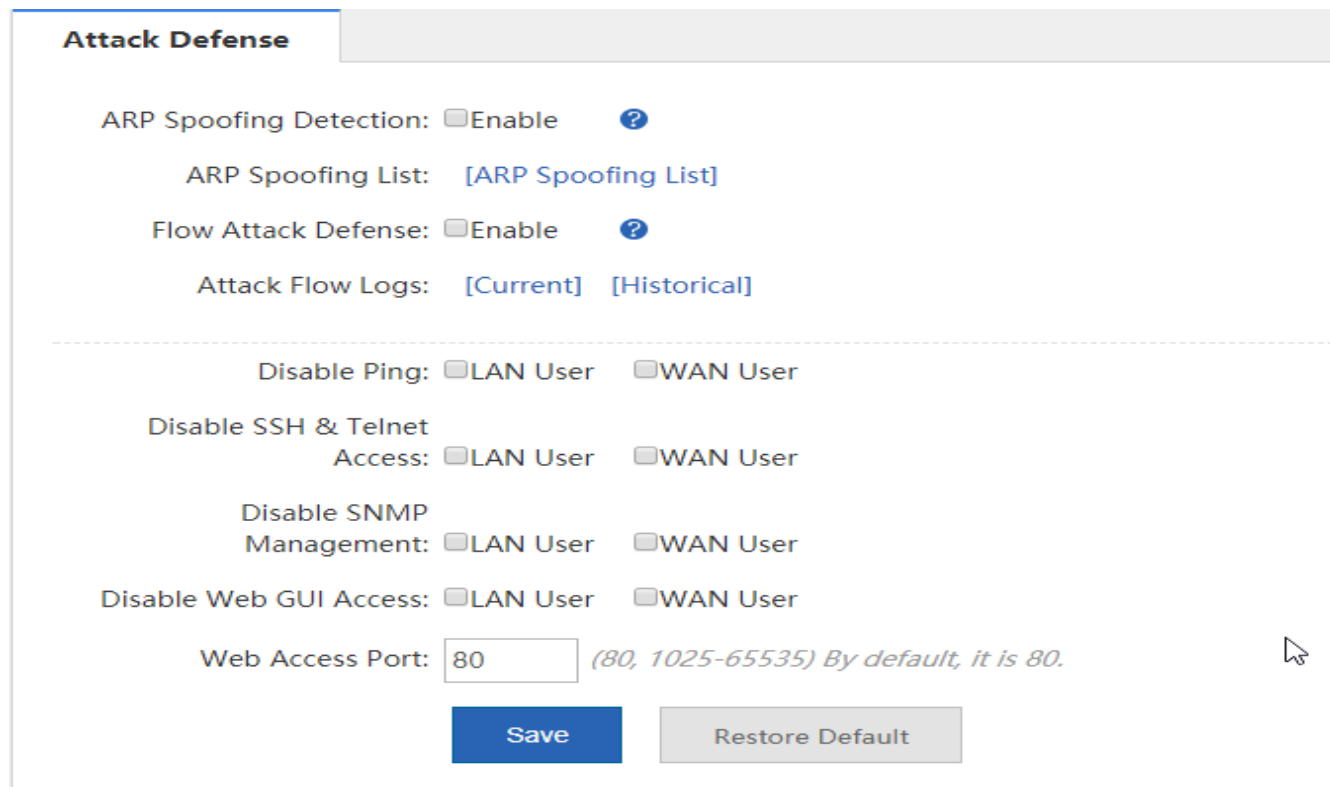 Attack Defense
ARP Spoofing Detection: Enable ?
ARP Spoofing List: [ARP Spoofing List]
Flow Attack Defense: Enable ?
Attack Flow Logs: [Current] [Historical]
Disable Ping: LAN User WAN User
Disable SSH & Telnet
Access: LAN User WAN User
Disable SNMP
Management: LAN User WAN User
Disable Web GUI Access: LAN User WAN User
Web Access Port: 80 (80, 1025-65535) By default, it is 80.
Save Restore Default